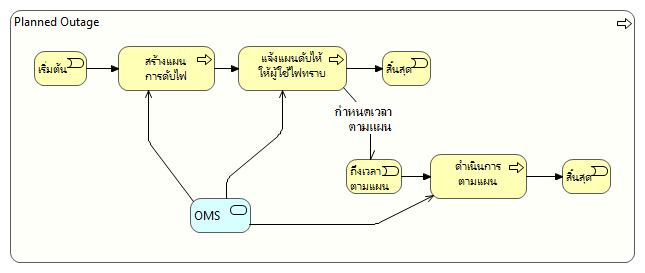 Planned Outage
เริ่มต้น
สร้างแผน
การดับไฟ
แจ้งแผนดับไห้
ให้ผู้ใช้ไฟทราบ
สิ้นสุด
กำหนดเวลา
ตามแผน
ถึงเวลา
ตามแผน
ดำเนินการ
ตามแผน
สิ้นสุด
OMS